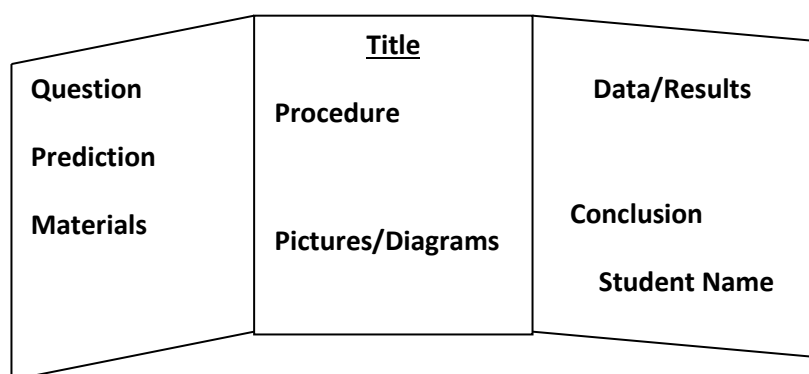 Question
Prediction
Materials
Title
Procedure
Pictures/Diagrams
Data/Results
Conclusion
Student Name